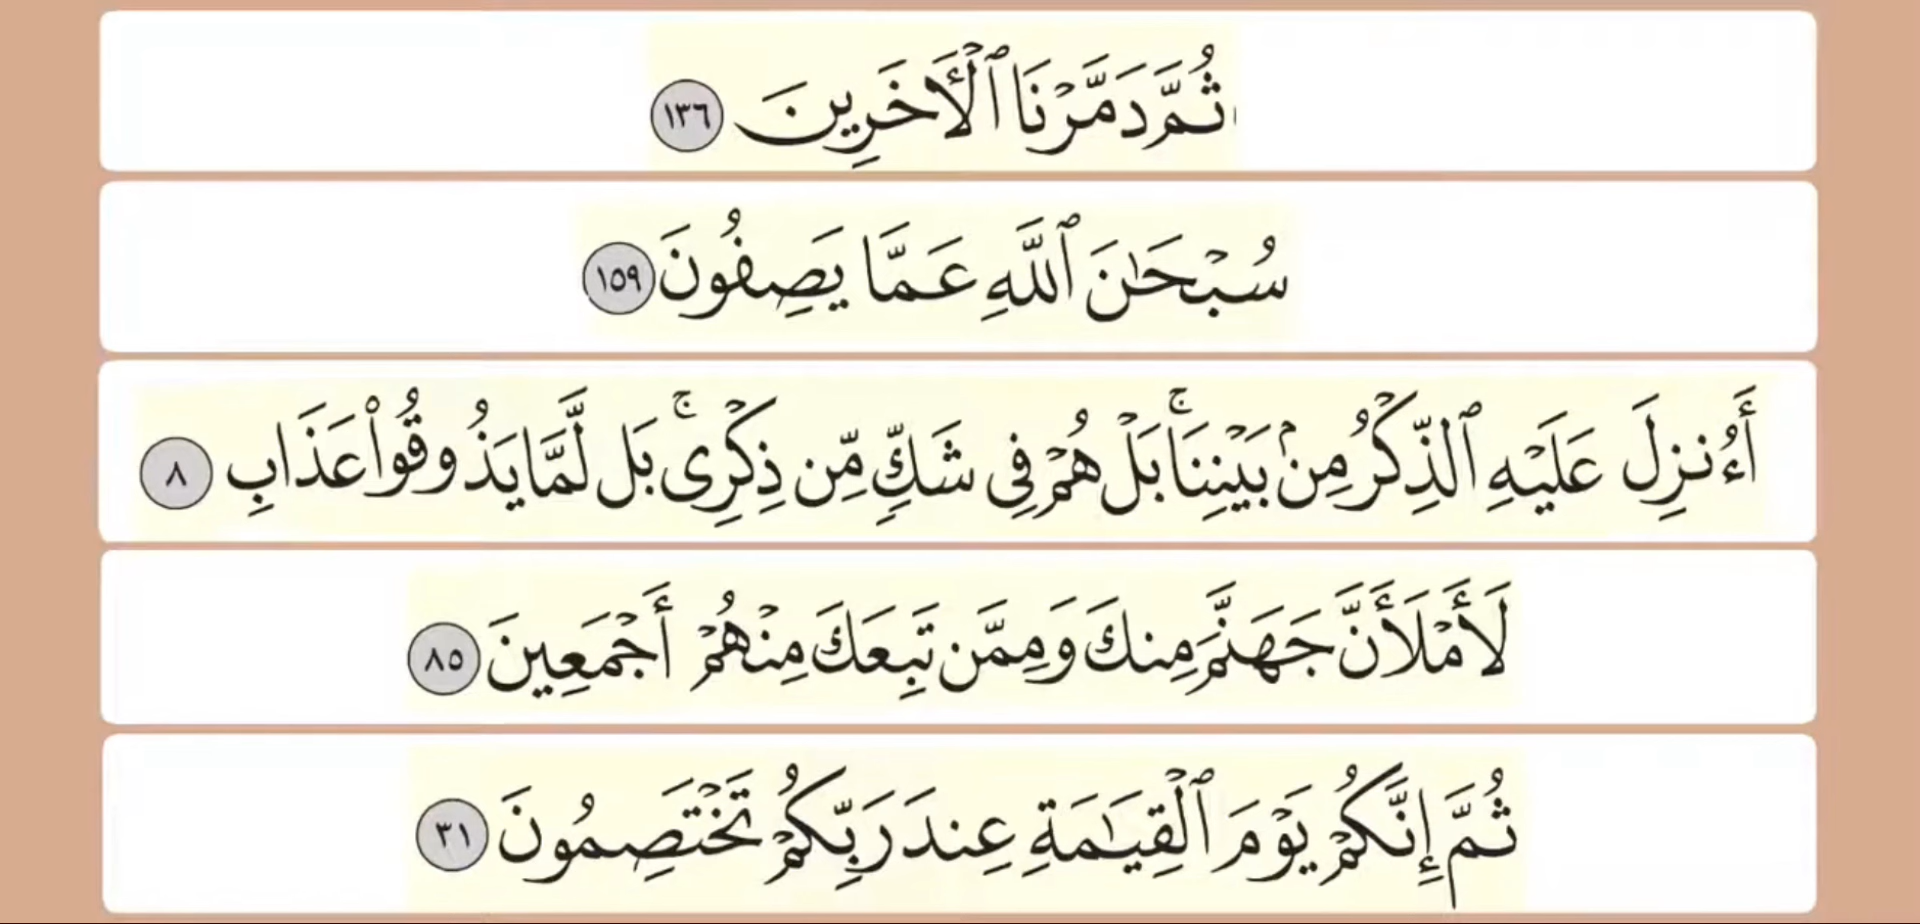 ثُمَّ دَمَّرْنَا ٱلْأَخَرِينَ ١٣٦
سُبْحَٰنَ ٱللَّهِ عَمَّا يَصِفُونَ ١٥٩
أَءُنزِلَ عَلَيْهِ ٱلذِّكْرُ مِنۢ بَيْنِنَاۚ بَلْ هُمْ فِى شَكٍّ مِّن ذِكْرِىۚ بَل لَّمَّا يَذُوقُوا۟ عَذَابِ ٨
لَأَمْلَأَنَّ جَهَنَّمَ مِنكَ وَمِمَّن تَبِعَكَ مِنْهُمْ أَجْمَعِينَ ٨٥
ثُمَّ إِنَّكُمْ يَوْمَ ٱلْقِيَٰمَةِ عِندَ رَبِّكُمْ تَخْتَصِمُونَ ٣١